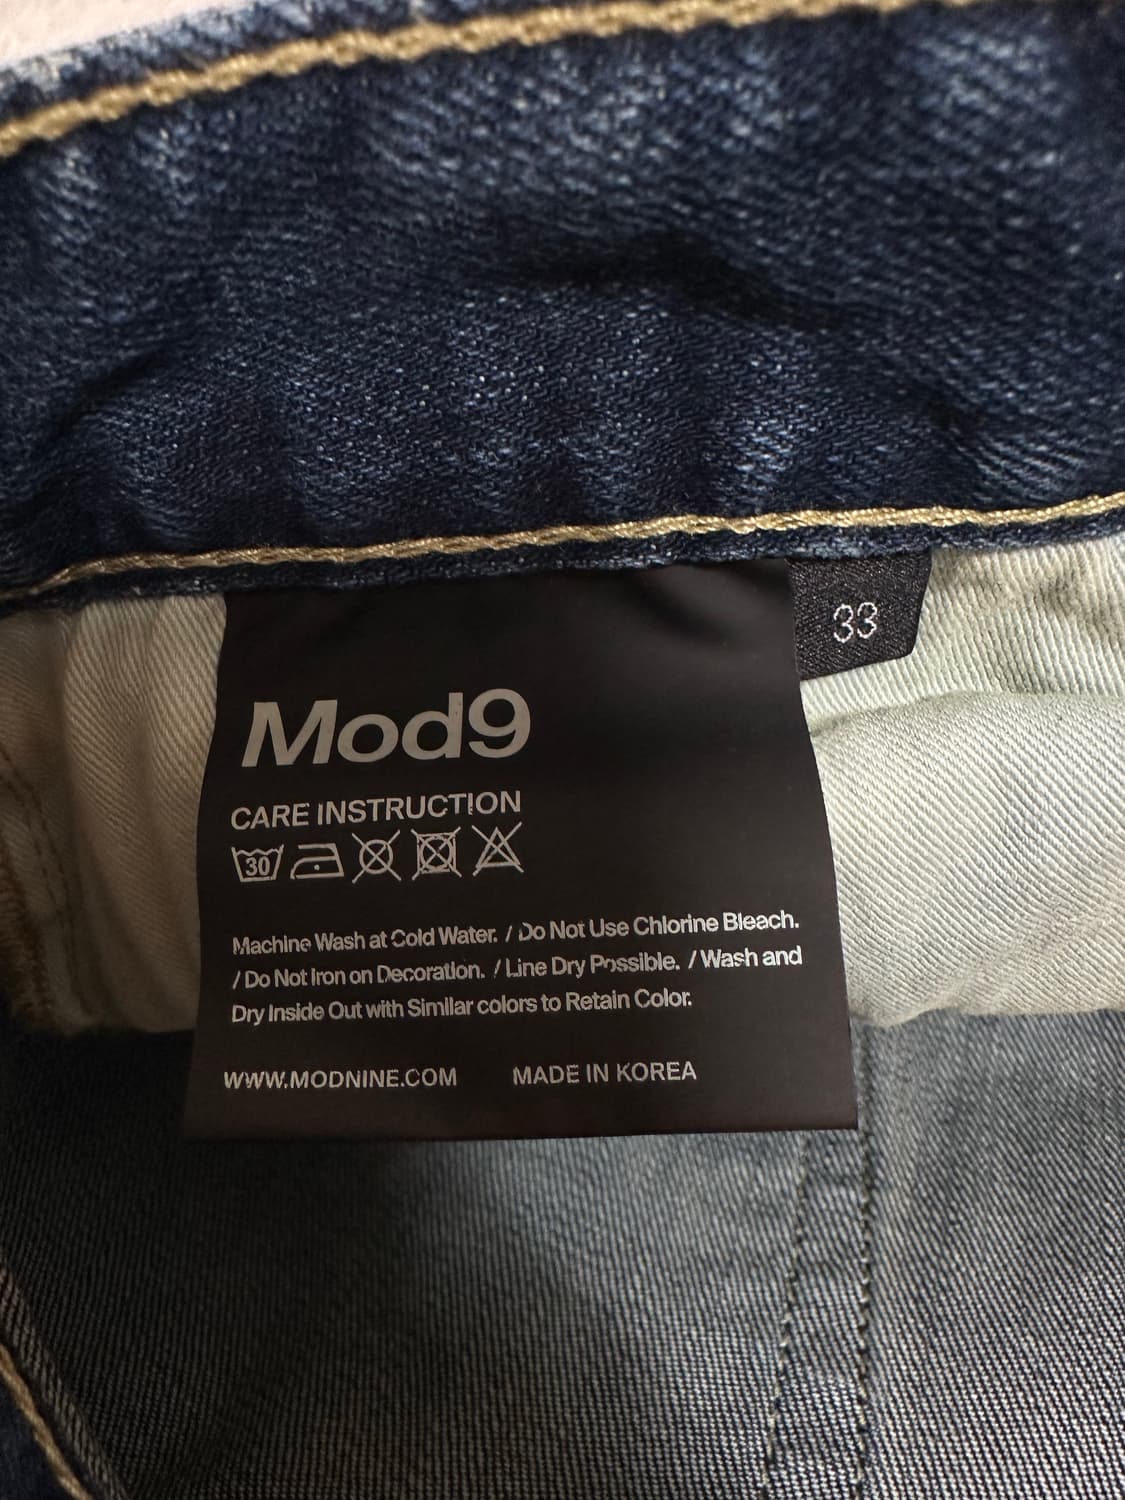 33
Mod9
CARE INSTRUCTION
30
Machine Wash at Cold Water. / Do Not Use Chlorine Bleach.
/ Do Not Iron on Decoration. / Line Dry Possible. / Wash and
Dry Inside Out with Similar colors to Retain Color.
WWW.MODNINE.COM MADE IN KOREA